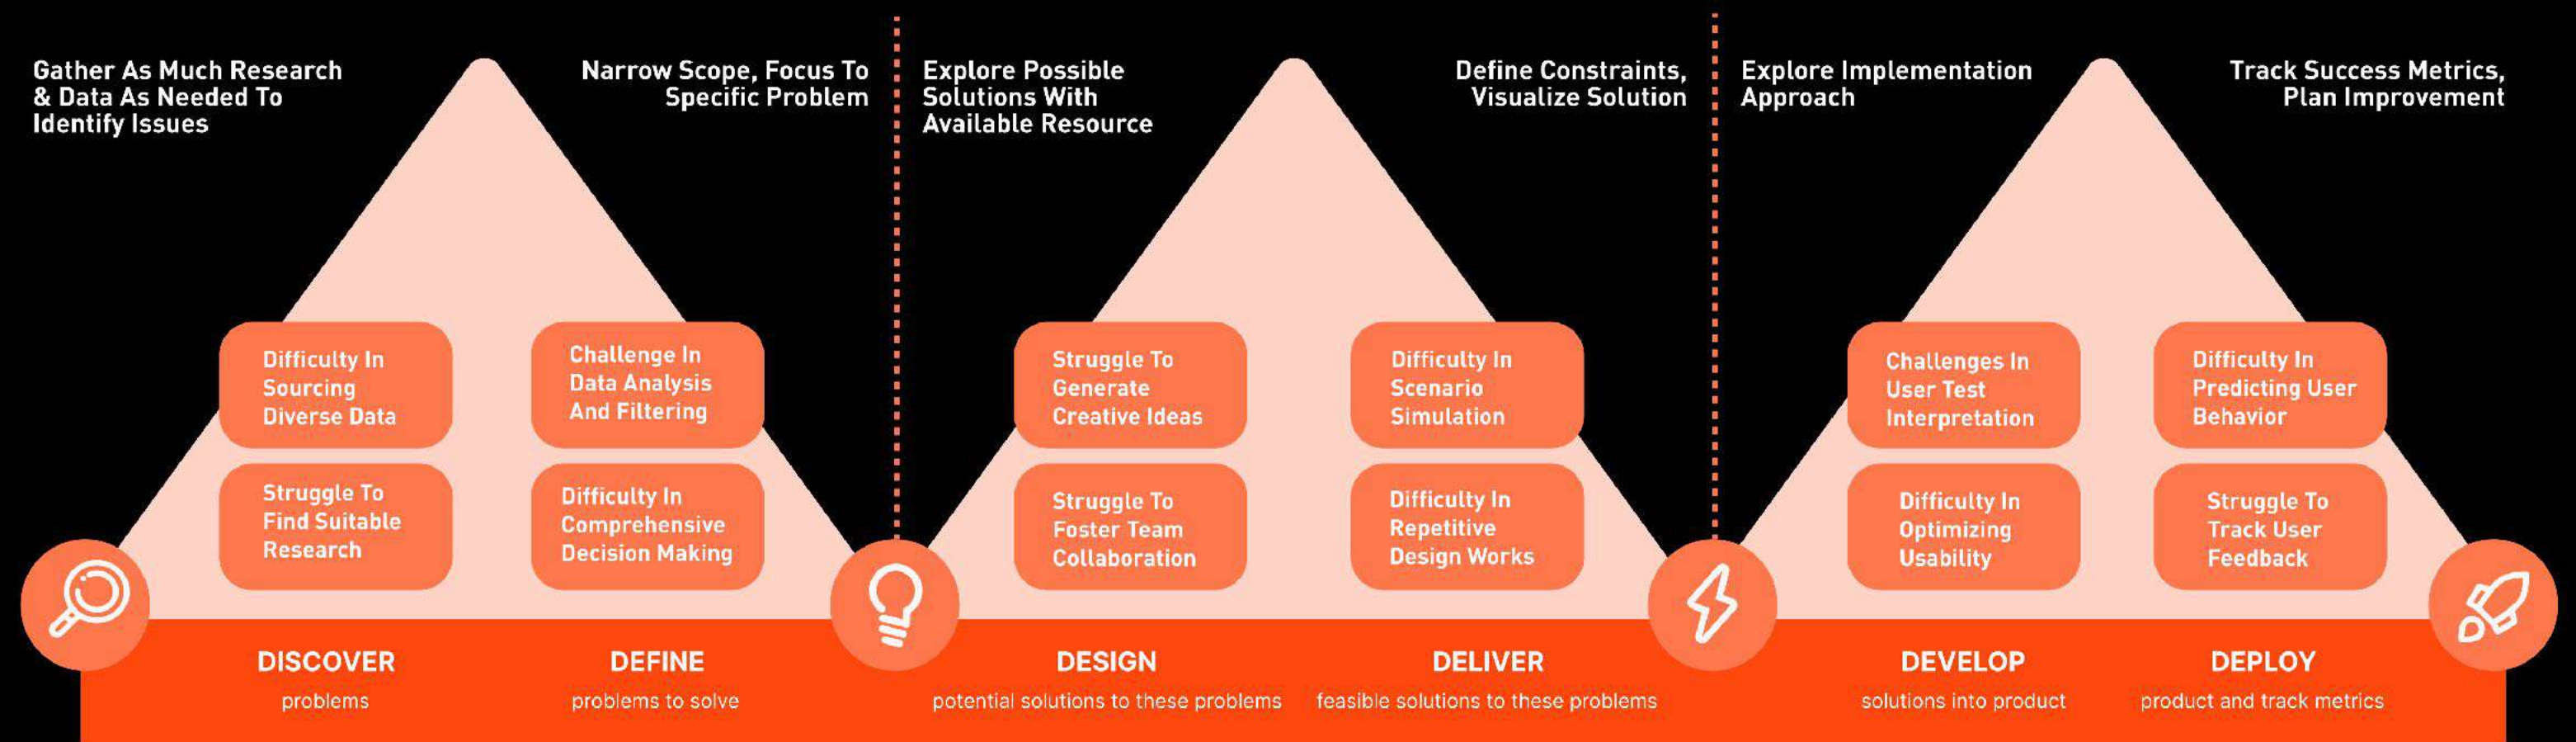 Gather As Much Research
& Data As Needed To
Identify Issues
Narrow Scope, Focus To
Specific Problem
Explore Possible
Solutions With
Available Resource
Define Constraints,
Visualize Solution
Explore Implementation
Approach
Track Success Metrics,
Plan Improvement
Difficulty In
Sourcing
Diverse Data
Challenge In
Data Analysis
And Filtering
Struggle To
Generate
Creative Ideas
Difficulty In
Scenario
Simulation
Challenges In
User Test
Interpretation
Difficulty In
Predicting User
Behavior
Struggle To
Find Suitable
Research
Difficulty In
Comprehensive
Decision Making
Struggle To
Foster Team
Collaboration
Difficulty In
Repetitive
Design Works
Difficulty In
Optimizing
Usability
Struggle To
Track User
Feedback
DISCOVER
problems
DEFINE
problems to solve
DESIGN
potential solutions to these problems
DELIVER
feasible solutions to these problems
DEVELOP
solutions into product
DEPLOY
product and track metrics